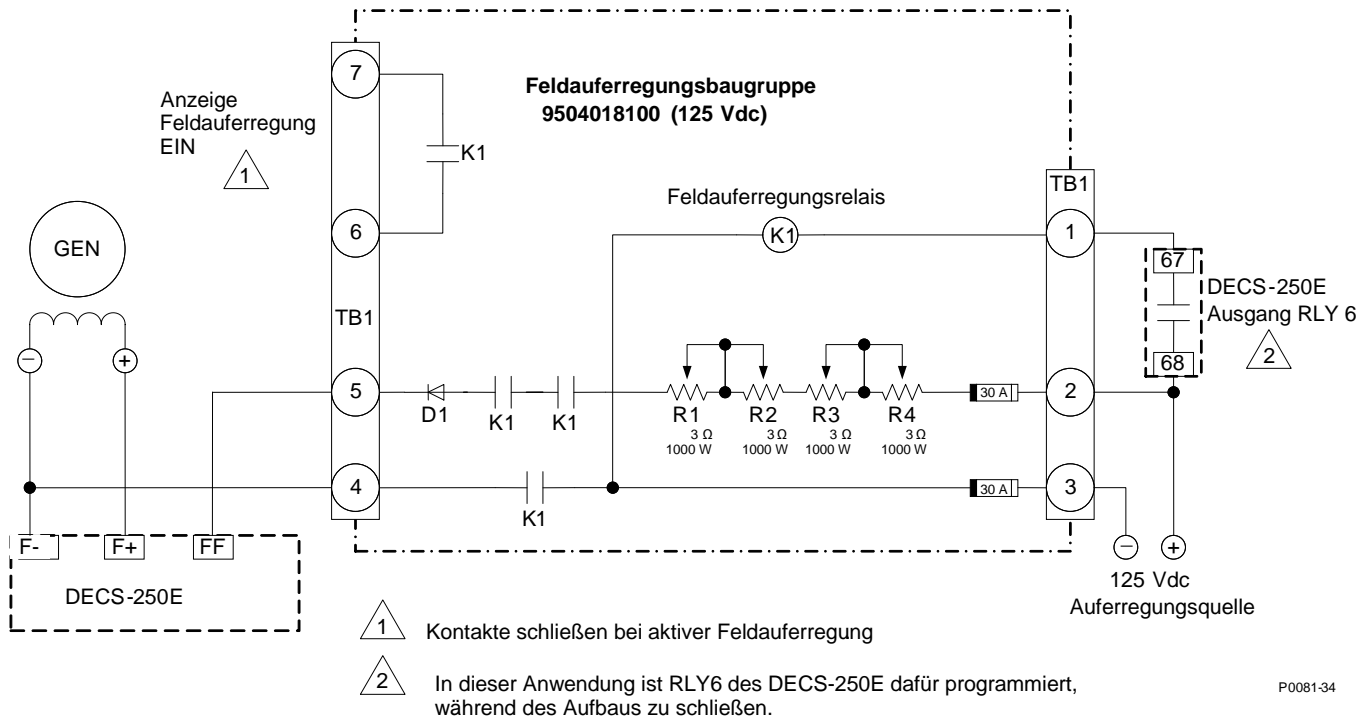 Feldauferregungsbaugruppe
9504018100 (125 Vdc)
Anzeige
Feldauferregung
EIN
1
7
K1
6
TB1
5
4
GEN
−
+
F-
F+
FF
DECS-250E
Feldauferregungsrelais
K1
TB1
1
2
3
67
68
DECS-250E
Ausgang RLY 6
2
D1
K1
K1
R1
3 Ω
1000 W
R2
3 Ω
1000 W
R3
3 Ω
1000 W
R4
3 Ω
1000 W
30 A
K1
30 A
−
+
125 Vdc
Auferregungsquelle
1
Kontakte schließen bei aktiver Feldauferregung
2
In dieser Anwendung ist RLY6 des DECS-250E dafür programmiert,
während des Aufbaus zu schließen.
P0081-34